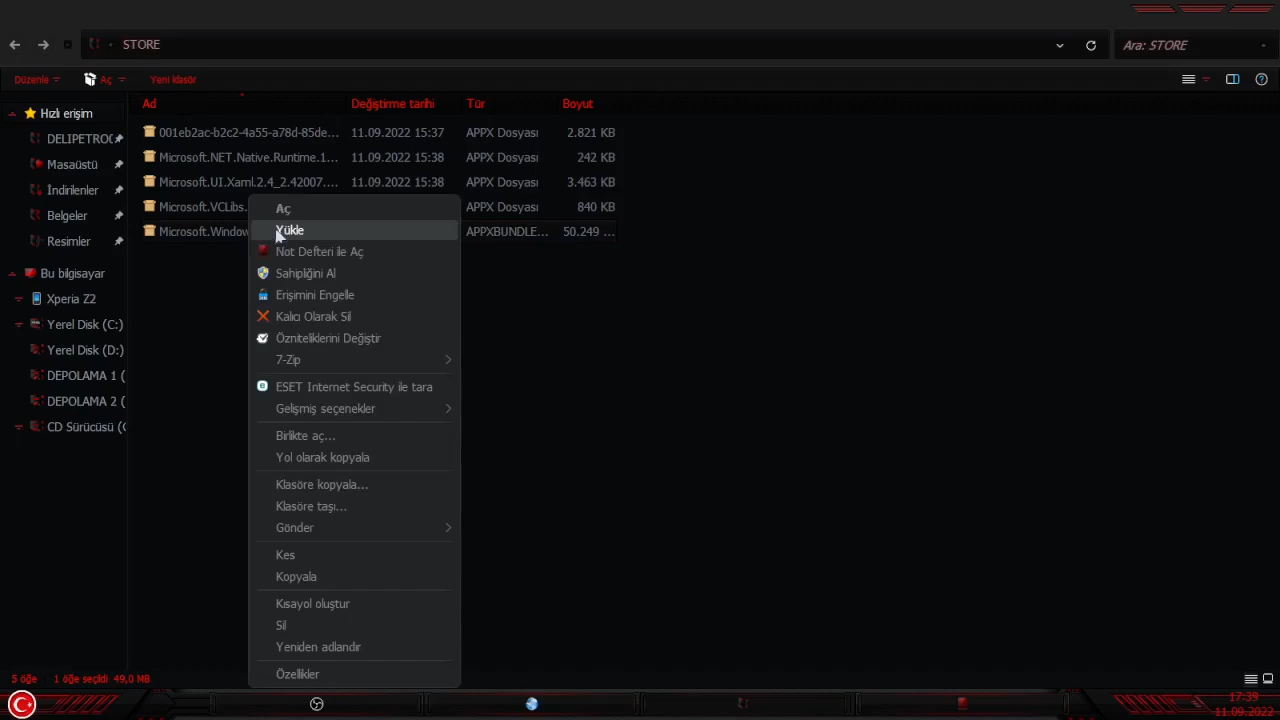 STORE
Ara: STORE
Düzenle
Aç
Yeni klasör
Hızlı erişim
DELIPETRO
Masaüstü
İndirilenler
Belgeler
Resimler
Bu bilgisayar
Xperia Z2
Yerel Disk (C:)
Yerel Disk (D:)
DEPOLAMA 1 (
DEPOLAMA 2 (
CD Sürücüsü (
Ad Değiştirme tarihi Tür Boyut
001eb2ac-b2c2-4a55-a78d-85de... 11.09.2022 15:37 APPX Dosyası 2.821 KB
Microsoft.NET.Native.Runtime.1... 11.09.2022 15:38 APPX Dosyası 242 KB
Microsoft.UI.Xaml.2.4_2.42007.... 11.09.2022 15:38 APPX Dosyası 3.463 KB
Microsoft.VCLibs. APPX Dosyası 840 KB
Microsoft.Window APPXBUNDLE... 50.249 ...
Aç
Yükle
Not Defteri ile Aç
Sahipliğini Al
Erişimini Engelle
Kalıcı Olarak Sil
Özniteliklerini Değiştir
7-Zip
ESET Internet Security ile tara
Gelişmiş seçenekler
Birlikte aç...
Yol olarak kopyala
Klasöre kopyala...
Klasöre taşı...
Gönder
Kes
Kopyala
Kısayol oluştur
Sil
Yeniden adlandır
Özellikler
5 öğe 1 öğe seçildi 49,0 MB
17:39
11.09.2022